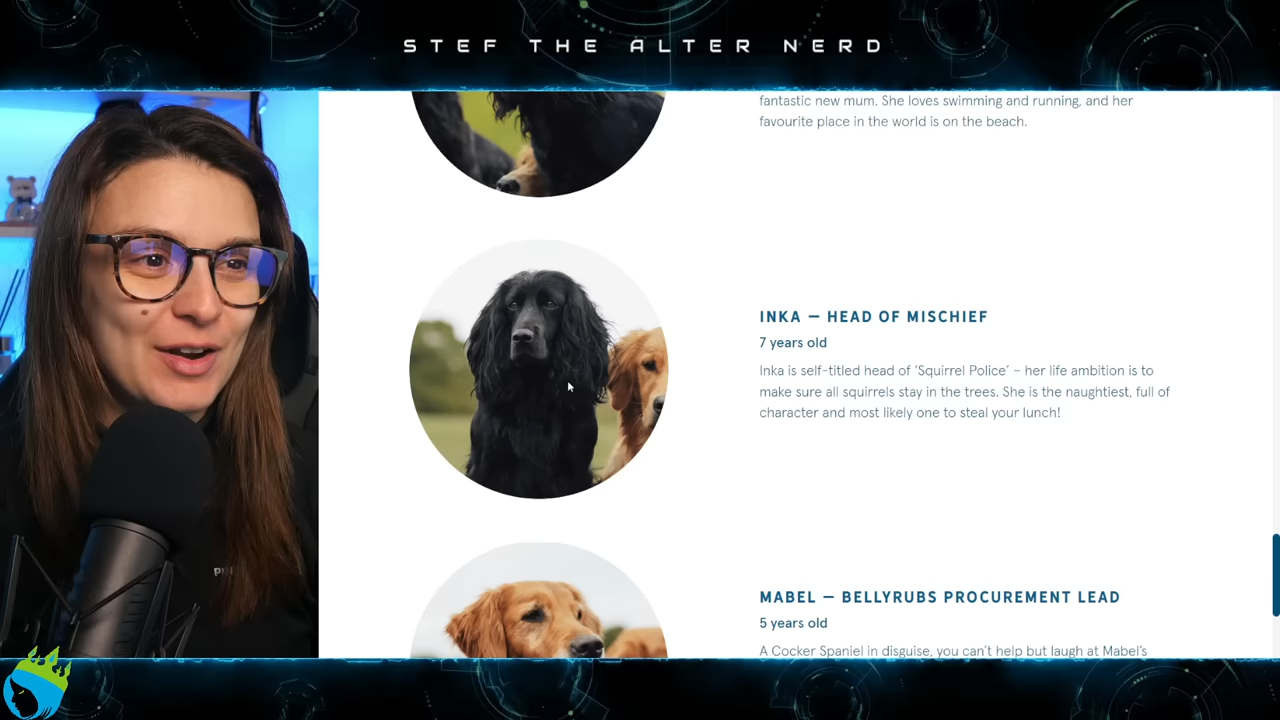 STEF THE ALTER NERD
fantastic new mum. She loves swimming and running, and her
favourite place in the world is on the beach.
INKA — HEAD OF MISCHIEF
7 years old
Inka is self-titled head of ‘Squirrel Police’ – her life ambition is to
make sure all squirrels stay in the trees. She is the naughtiest, full of
character and most likely one to steal your lunch!
MABEL — BELLYRUBS PROCUREMENT LEAD
5 years old
A Cocker Spaniel in disguise, you can’t help but laugh at Mabel’s